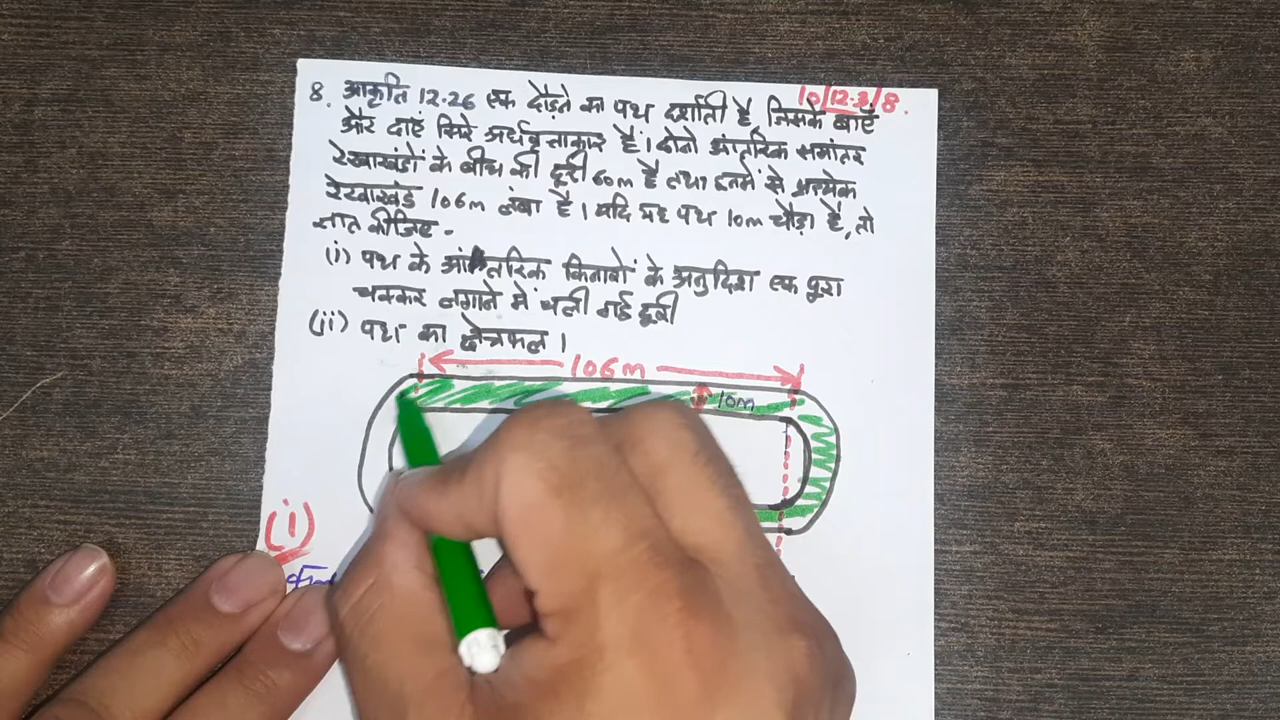 10/12.3/8.
8. आकृति 12.26 एक दौड़ने का पथ दर्शाती है, जिसके बाएँ
और दाएं सिरे अर्धवृत्ताकार हैं। दोनो आंतरिक समांतर
रेखाखंडों के बीच की दूरी 60m है तथा इनमें से प्रत्येक
रेखाखंड 106m लंबा है। यदि यह पथ 10m चौड़ा है, तो
ज्ञात कीजिए-
(i) पथ के आंतरिक किनारों के अनुदिश एक पूरा
चक्कर लगाने में चली गई दूरी
(ii) पथ का क्षेत्रफल।
106m
10m
(i)